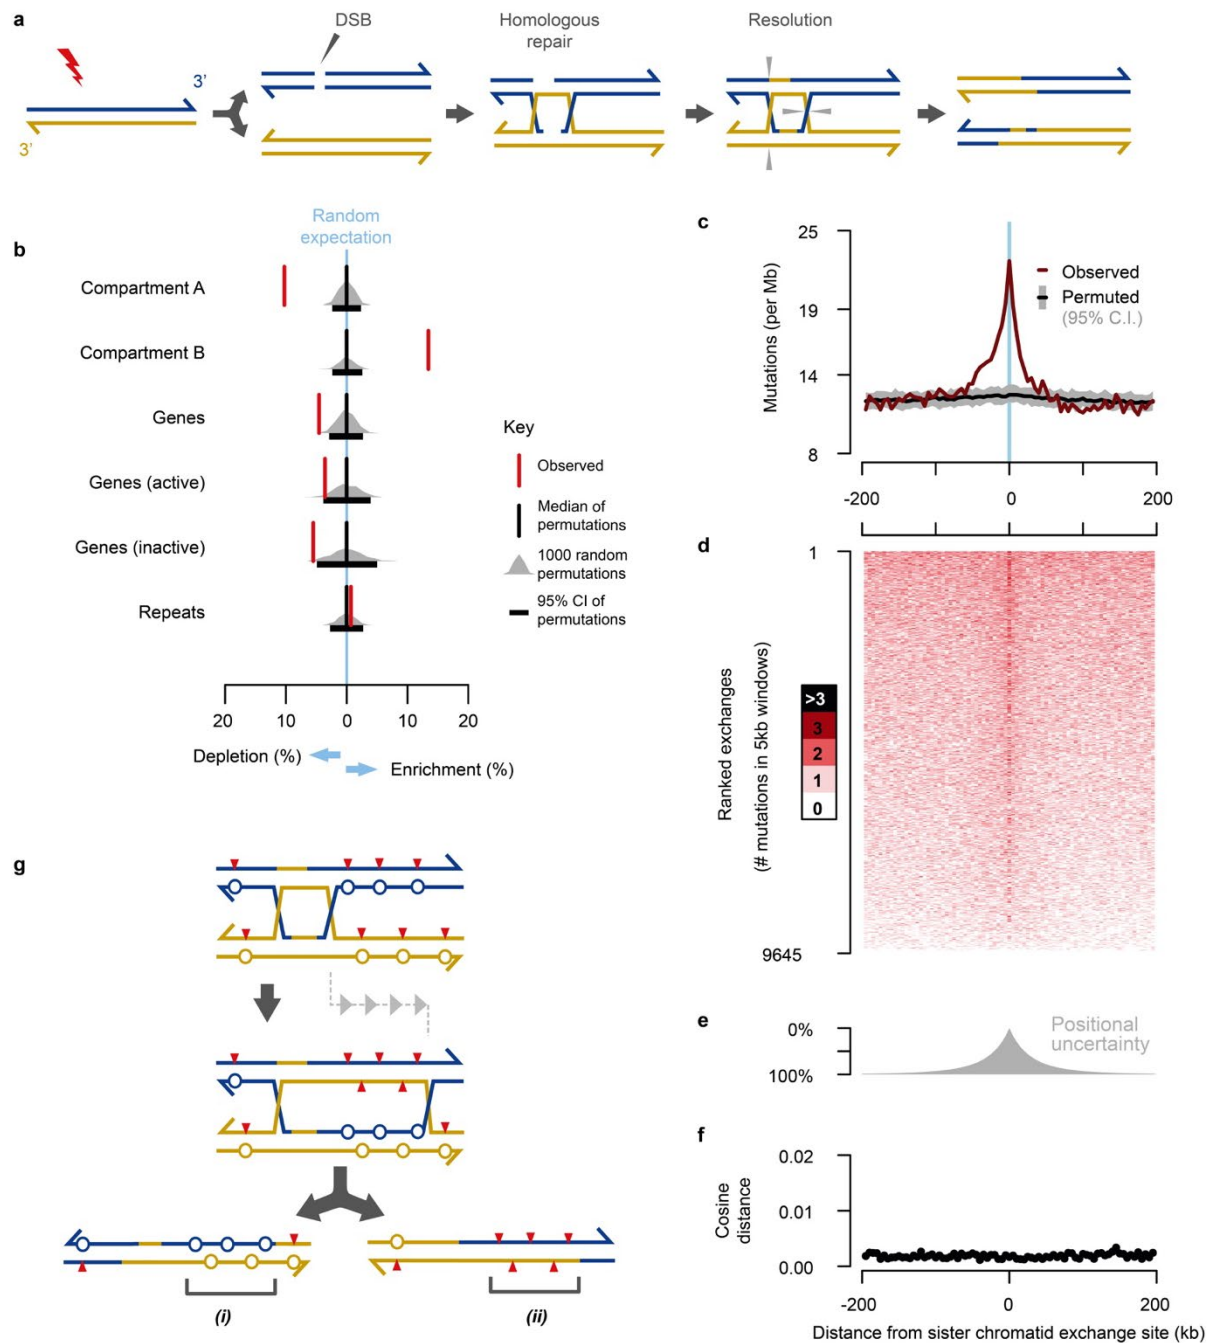 a
DSB
Homologous
repair
Resolution
3’
3’
b
Random
expectation
Compartment A
Compartment B
Genes
Genes (active)
Genes (inactive)
Repeats
20
10
0
10
20
Depletion (%)
Enrichment (%)
Key
Observed
Median of
permutations
1000 random
permutations
95% CI of
permutations
c
Mutations (per Mb)
25
19
14
8
Observed
Permuted
(95% C.I.)
-200
0
200
d
Ranked exchanges
(# mutations in 5kb windows)
1
9645
>3
3
2
1
0
e
0%
100%
Positional
uncertainty
f
Cosine
distance
0.02
0.01
0.00
-200
0
200
Distance from sister chromatid exchange site (kb)
g
(i)
(ii)